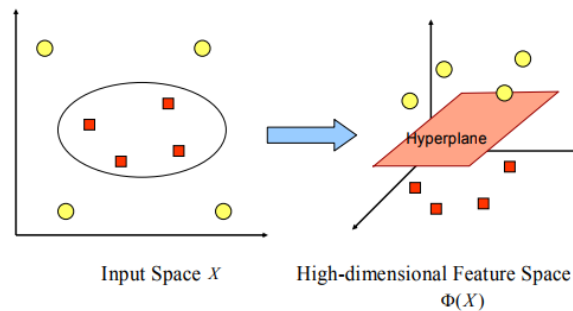 Hyperplane
Input Space X
High-dimensional Feature Space
Φ(X)